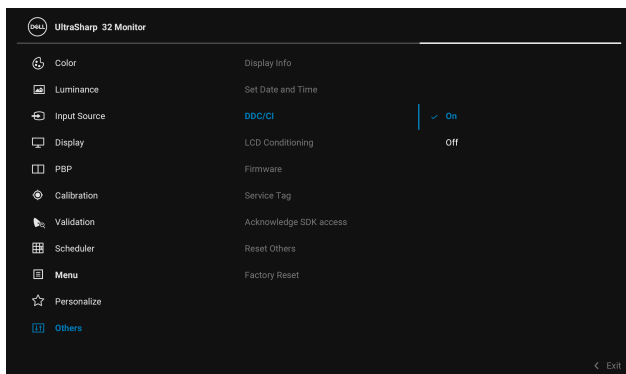 DELL UltraSharp 32 Monitor
Color Display Info
Luminance Set Date and Time
Input Source DDC/CI On
Display LCD Conditioning Off
PBP Firmware
Calibration Service Tag
Validation Acknowledge SDK access
Scheduler Reset Others
Menu Factory Reset
Personalize
Others
Exit